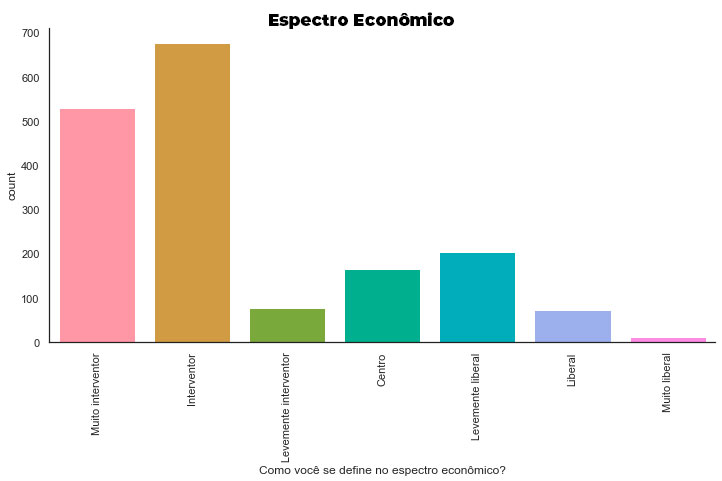 Espectro Econômico
700
600
500
400
300
200
100
0
count
Muito interventor
Interventor
Levemente interventor
Centro
Levemente liberal
Liberal
Muito liberal
Como você se define no espectro econômico?